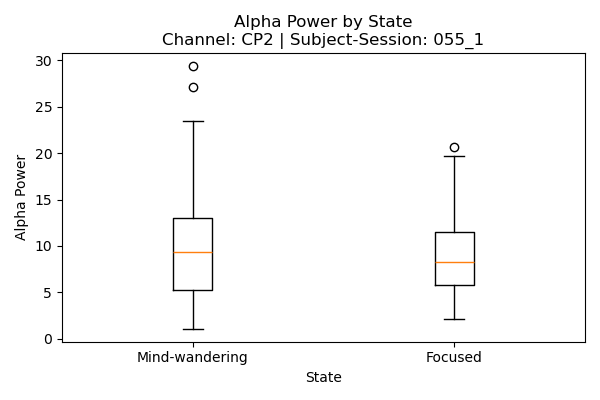 Alpha Power by State
Channel: CP2 | Subject-Session: 055_1
30
25
20
15
10
5
0
Alpha Power
Mind-wandering
Focused
State